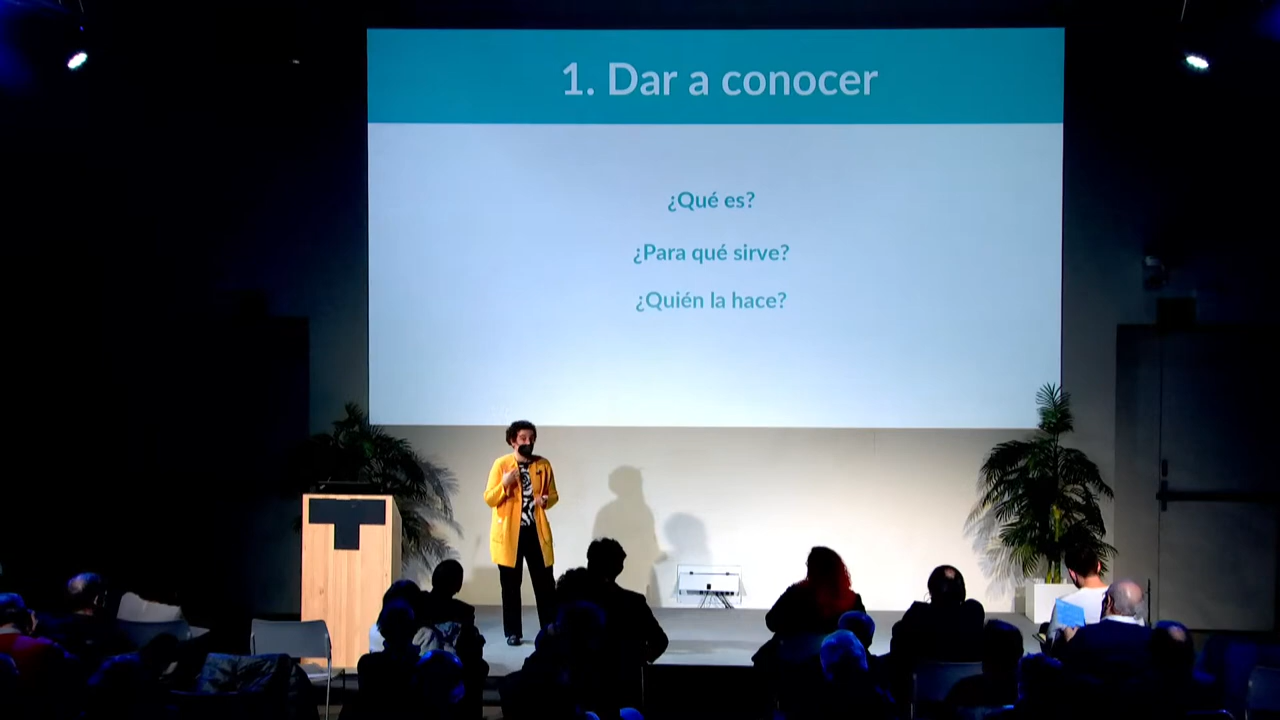 1. Dar a conocer
¿Qué es?
¿Para qué sirve?
¿Quién la hace?